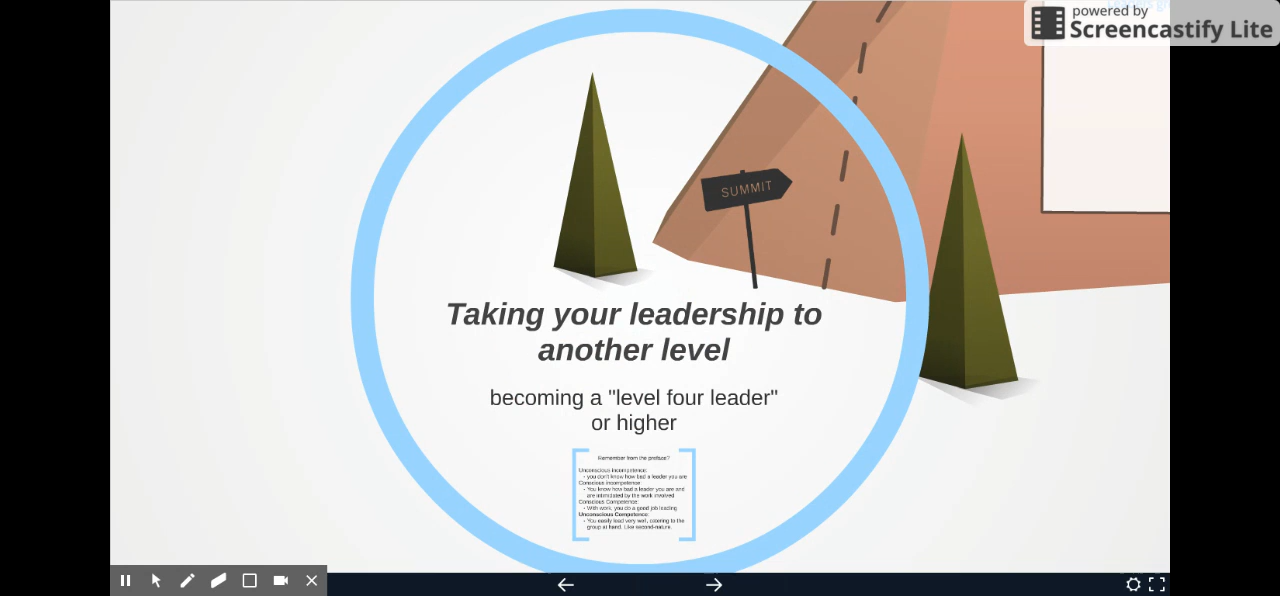 powered by
Screencastify Lite
SUMMIT
Taking your leadership to
another level
becoming a "level four leader"
or higher
Remember from the preface?
Unconscious Incompetence:
- you don't know how bad a leader you are
Conscious Incompetence
- You know how bad a leader you are and
are intimidated by the work involved
Conscious Competence:
- With work, you do a good job leading
Unconscious Competence:
- You easily lead very well, catering to the
group at hand. Like second-nature.